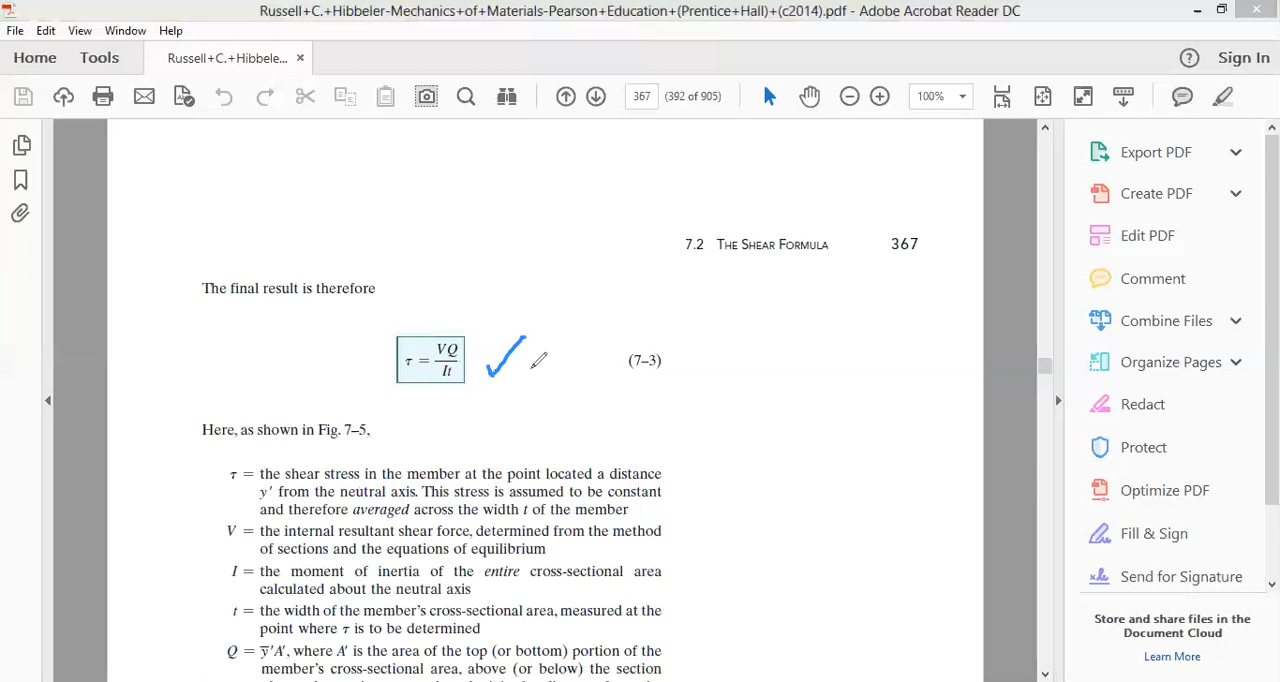 Russell+C.+Hibbeler-Mechanics+of+Materials-Pearson+Education+(Prentice+Hall)+(c2014).pdf - Adobe Acrobat Reader DC
File Edit View Window Help
Home Tools Russell+C.+Hibbele... × Sign In
367 (392 of 905) 100%
Export PDF
Create PDF
Edit PDF
Comment
Combine Files
Organize Pages
Redact
Protect
Optimize PDF
Fill & Sign
Send for Signature
Store and share files in the
Document Cloud
Learn More
7.2 THE SHEAR FORMULA 367
The final result is therefore
τ = VQ/It (7–3)
Here, as shown in Fig. 7–5,
τ = the shear stress in the member at the point located a distance
y′ from the neutral axis. This stress is assumed to be constant
and therefore averaged across the width t of the member
V = the internal resultant shear force, determined from the method
of sections and the equations of equilibrium
I = the moment of inertia of the entire cross-sectional area
calculated about the neutral axis
t = the width of the member's cross-sectional area, measured at the
point where τ is to be determined
Q = y̅′A′, where A′ is the area of the top (or bottom) portion of the
member's cross-sectional area, above (or below) the section